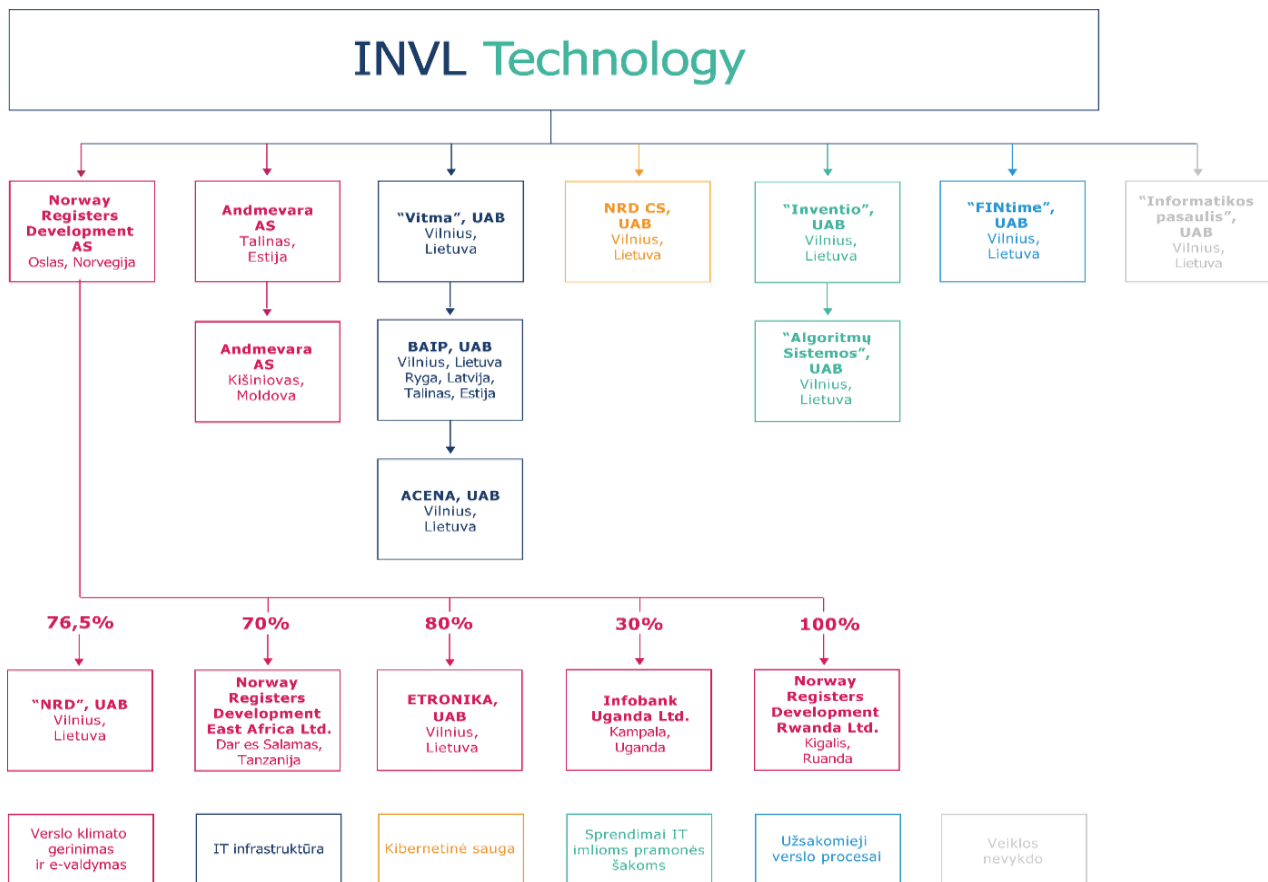 INVL Technology
Norway
Registers
Development
AS
Oslas, Norvegija
Andmevara
AS
Talinas,
Estija
“Vitma”, UAB
Vilnius,
Lietuva
NRD CS,
UAB
Vilnius,
Lietuva
“Inventio”,
UAB
Vilnius,
Lietuva
“FINtime”,
UAB
Vilnius,
Lietuva
“Informatikos
pasaulis”,
UAB
Vilnius,
Lietuva
Andmevara
AS
Kišiniovas,
Moldova
BAIP, UAB
Vilnius, Lietuva
Ryga, Latvija,
Talinas, Estija
“Algoritmų
Sistemos”,
UAB
Vilnius,
Lietuva
ACENA, UAB
Vilnius,
Lietuva
76,5%
70%
80%
30%
100%
“NRD”, UAB
Vilnius,
Lietuva
Norway
Registers
Development
East Africa Ltd.
Dar es Salamas,
Tanzanija
ETRONIKA,
UAB
Vilnius,
Lietuva
Infobank
Uganda Ltd.
Kampala,
Uganda
Norway
Registers
Development
Rwanda Ltd.
Kigalis,
Ruanda
Verslo klimato
gerinimas
ir e-valdymas
IT infrastruktūra
Kibernetinė sauga
Sprendimai IT
imlioms pramonės
šakoms
Užsakomieji
verslo procesai
Veiklos
nevykdo